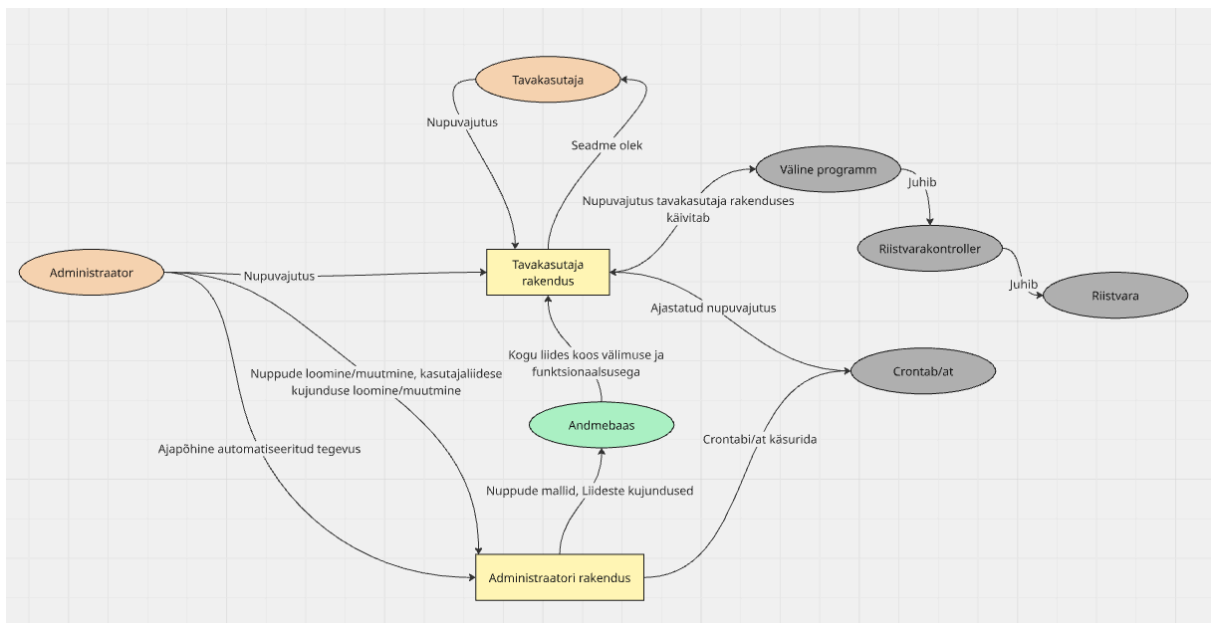 Tavakasutaja
Nupuvajutus
Seadme olek
Väline programm
Juhib
Nupuvajutus tavakasutaja rakenduses
käivitab
Riistvarakontroller
Administraator
Nupuvajutus
Tavakasutaja
rakendus
Juhib
Riistvara
Ajastatud nupuvajutus
Kogu liides koos välimuse ja
funktsionaalsusega
Crontab/at
Nuppude loomine/muutmine, kasutajaliidese
kujunduse loomine/muutmine
Andmebaas
Crontabi/at käsurida
Ajapõhine automatiseeritud tegevus
Nuppude mallid, Liideste kujundused
Administraatori rakendus